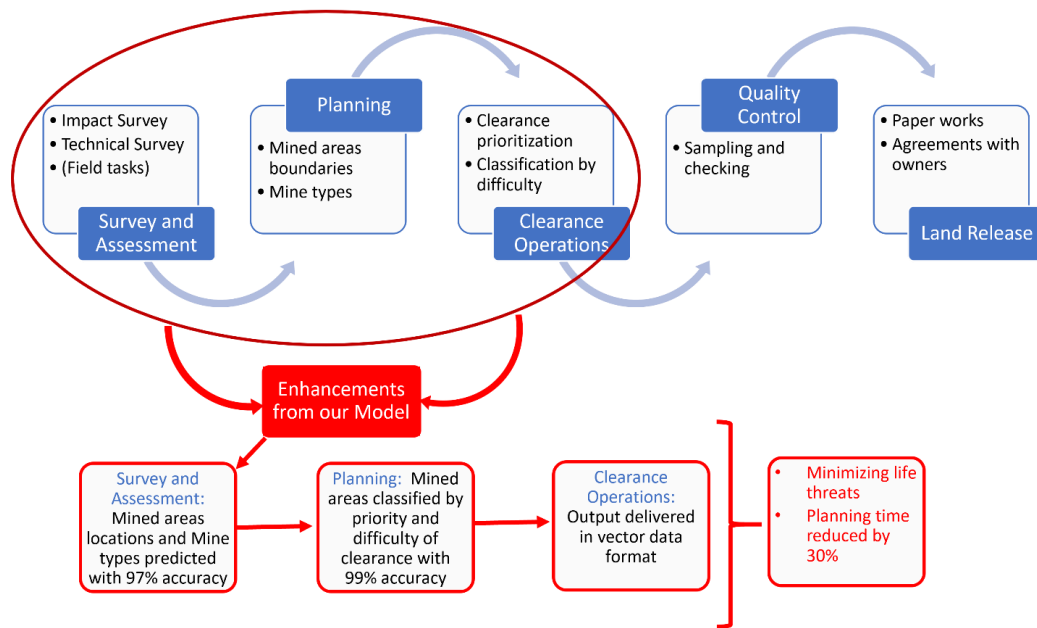 • Impact Survey
• Technical Survey
• (Field tasks)
Survey and
Assessment
Planning
• Mined areas
boundaries
• Mine types
• Clearance
prioritization
• Classification by
difficulty
Clearance
Operations
Quality
Control
• Sampling and
checking
• Paper works
• Agreements with
owners
Land Release
Enhancements
from our Model
Survey and
Assessment:
Mined areas
locations and Mine
types predicted
with 97% accuracy
Planning: Mined
areas classified by
priority and
difficulty of
clearance with
99% accuracy
Clearance
Operations:
Output delivered
in vector data
format
• Minimizing life
threats
• Planning time
reduced by
30%